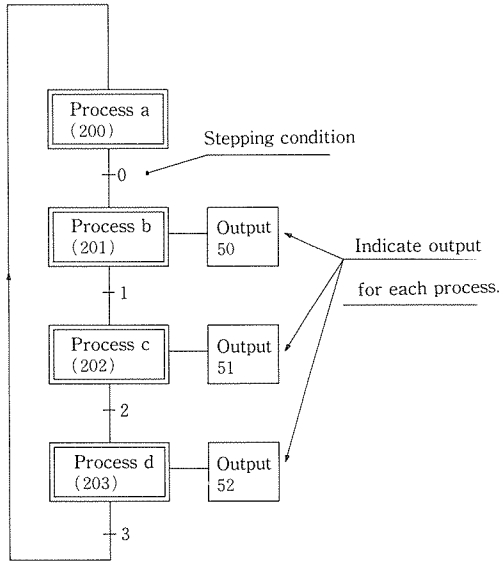 Process a
(200)
Stepping condition
0
Process b
(201)
Output
50
Indicate output
for each process.
1
Process c
(202)
Output
51
2
Process d
(203)
Output
52
3